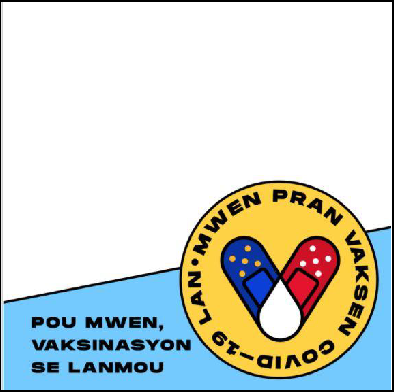 MWEN PRAN VAKSEN COVID-19 LAN•
POU MWEN,
VAKSINASYON
SE LANMOU